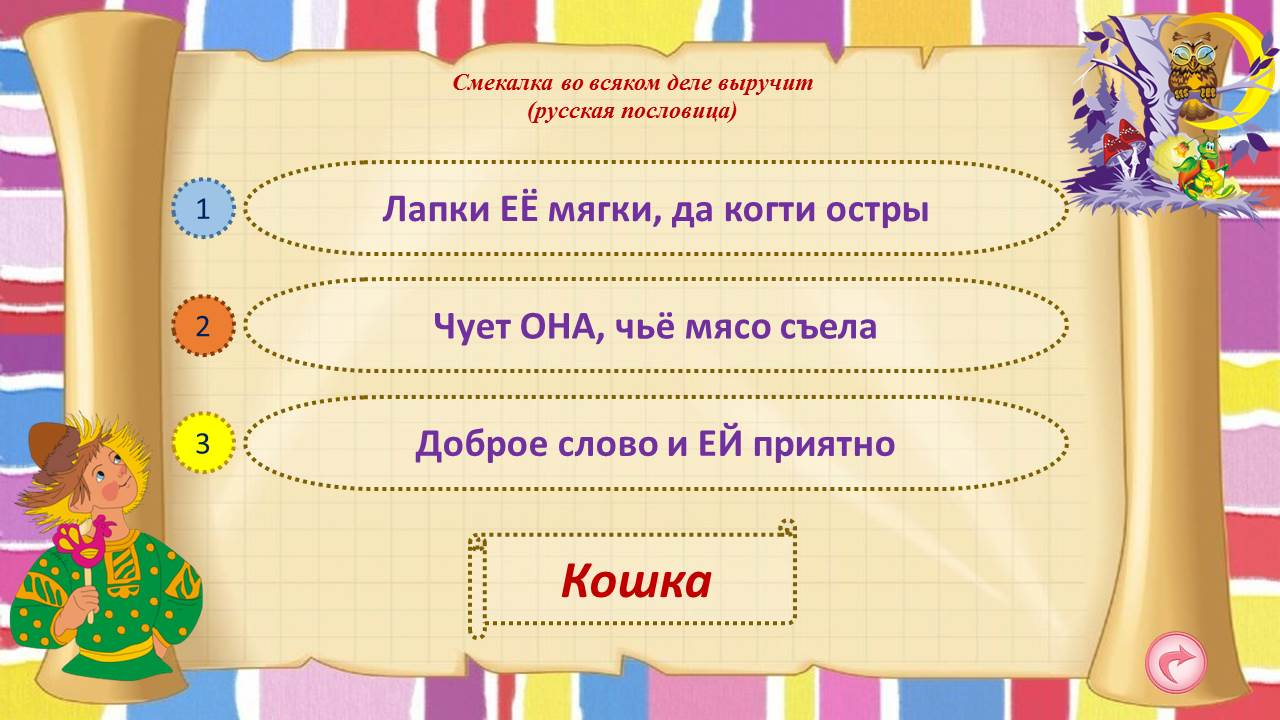 Смекалка во всяком деле выручит
(русская пословица)
1
Лапки ЕЁ мягки, да когти остры
2
Чует ОНА, чьё мясо съела
3
Доброе слово и ЕЙ приятно
Кошка